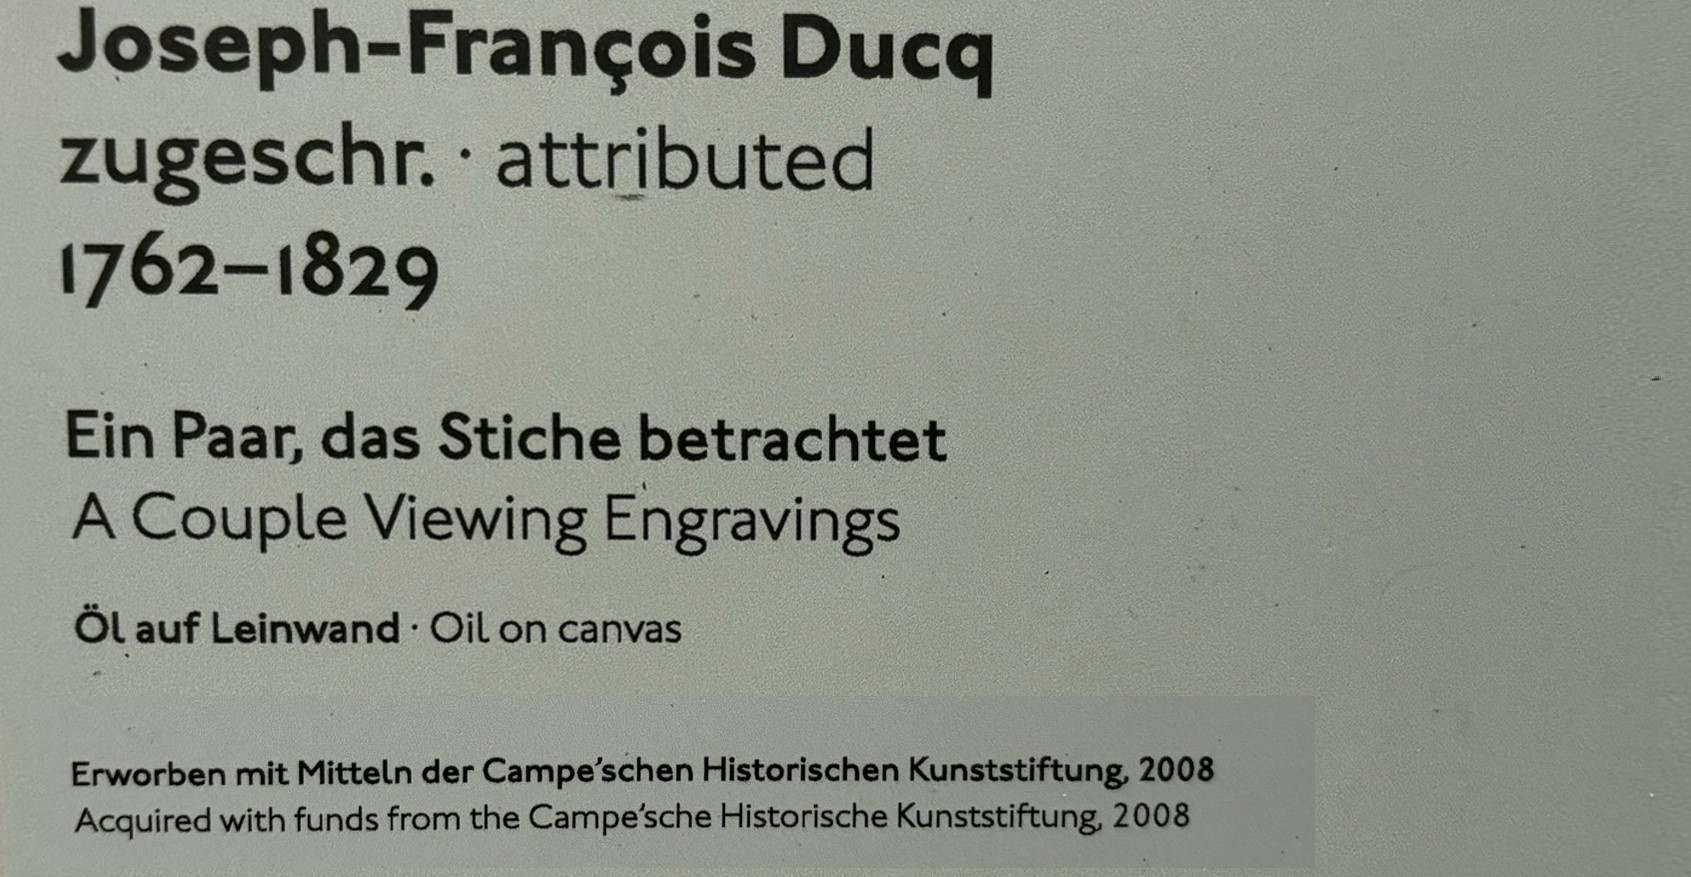 Joseph-François Ducq
zugeschr. · attributed
1762–1829
Ein Paar, das Stiche betrachtet
A Couple Viewing Engravings
Öl auf Leinwand · Oil on canvas
Erworben mit Mitteln der Campe’schen Historischen Kunststiftung, 2008
Acquired with funds from the Campe’sche Historische Kunststiftung, 2008